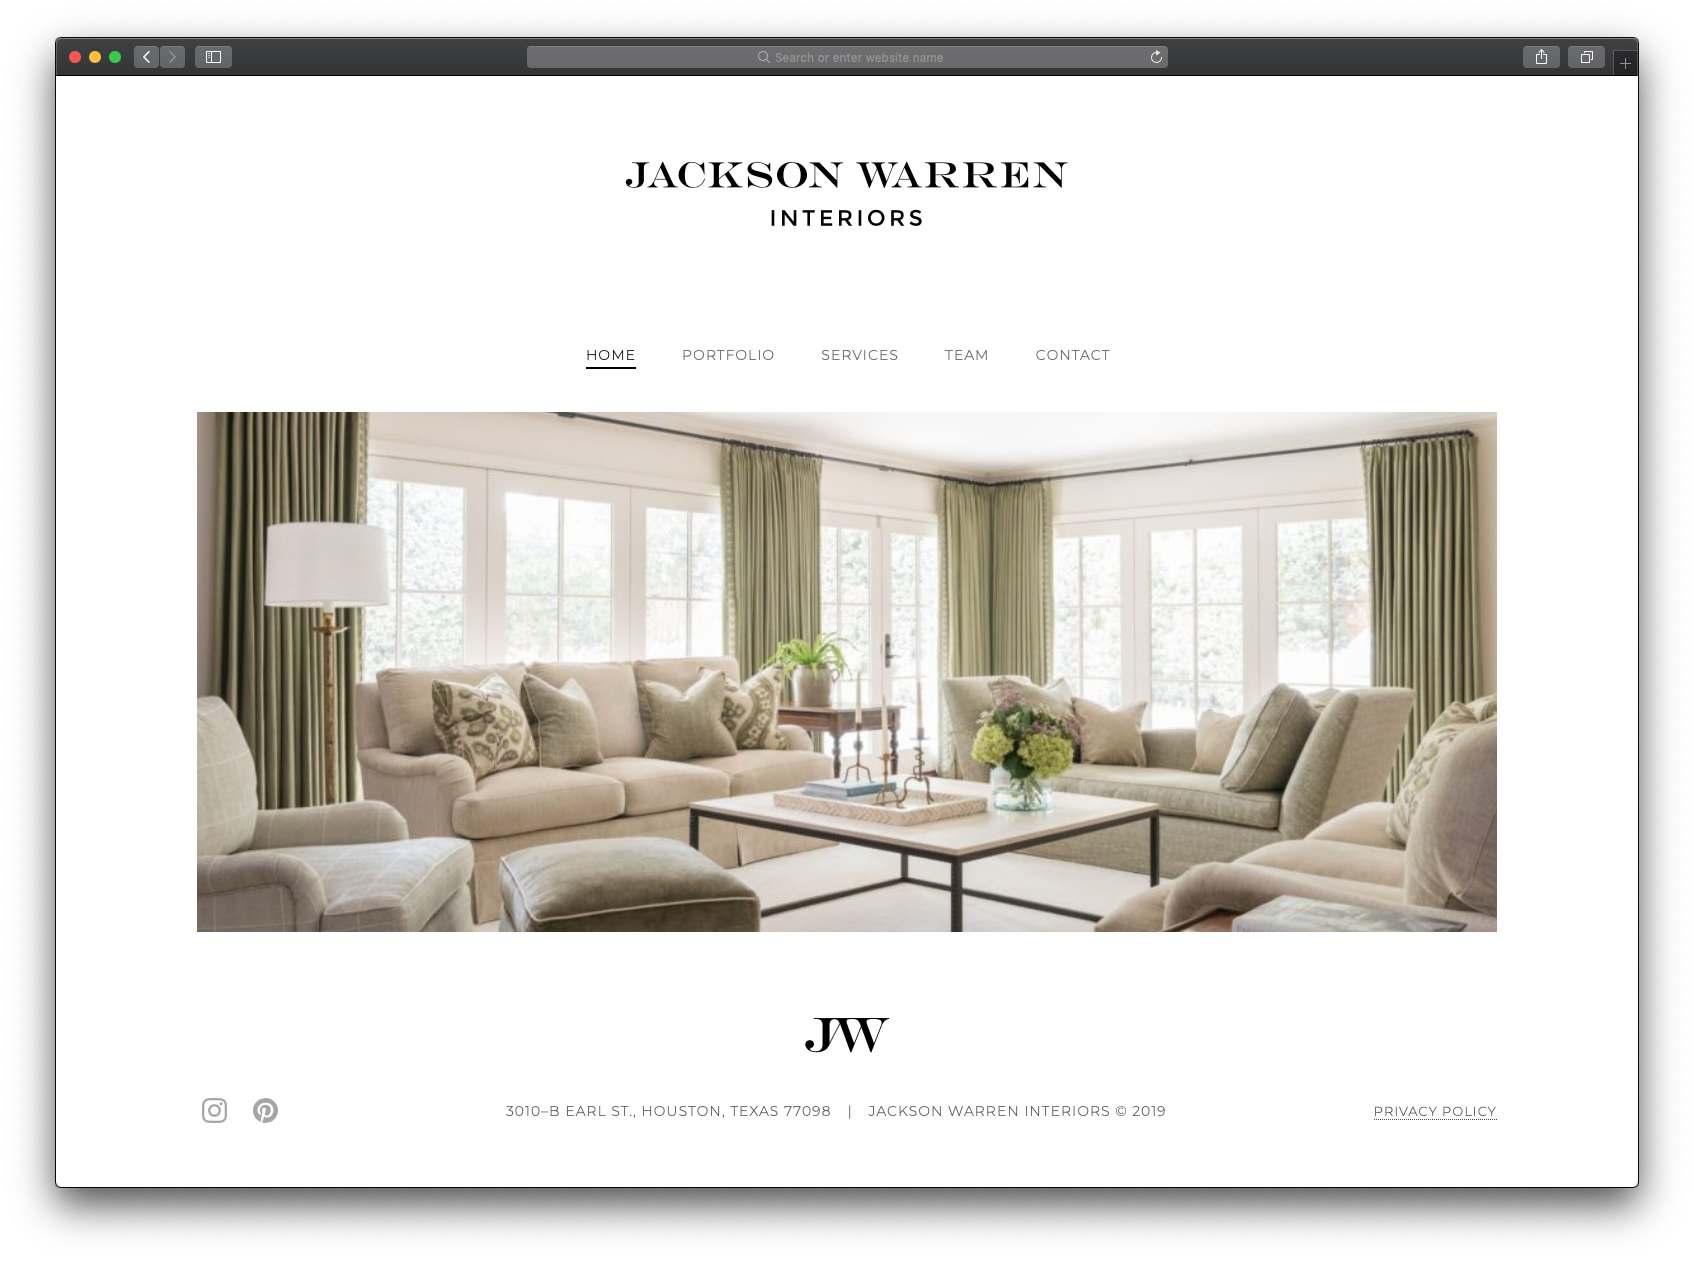 Search or enter website name
JACKSON WARREN
INTERIORS
HOME PORTFOLIO SERVICES TEAM CONTACT
JW
3010–B EARL ST., HOUSTON, TEXAS 77098 | JACKSON WARREN INTERIORS © 2019 PRIVACY POLICY